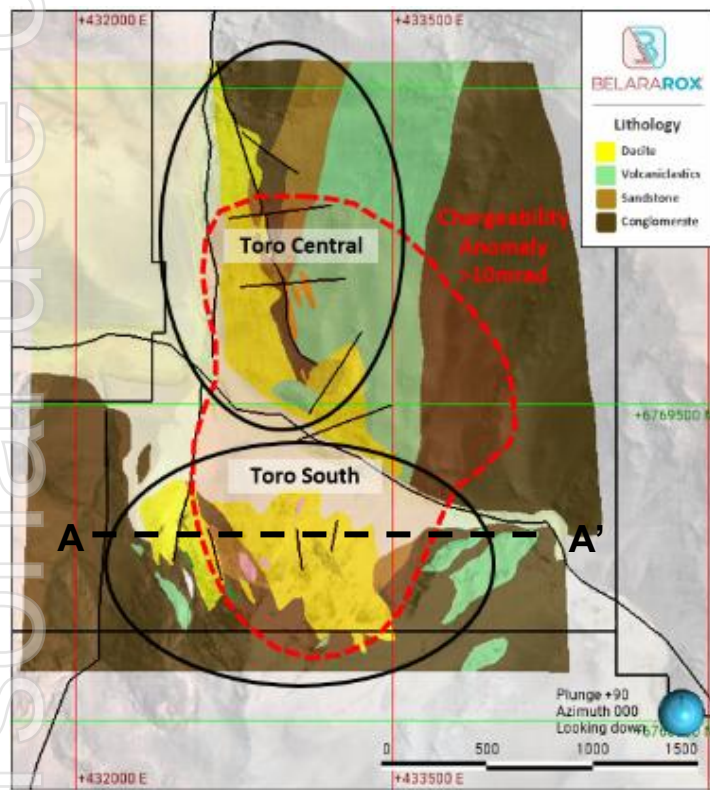 +432000 E
+433500
BELARAROX
Lithology
Dacite
Volcaniclastics
Sandstone
Conglomerate
Chargeability
Anomaly
>10mrad
Toro Central
+6769500 N
Toro South
A
A'
Plunge +90
Azimuth 000
Looking down
0
500
1000
1500
+432000 E
+433500 E